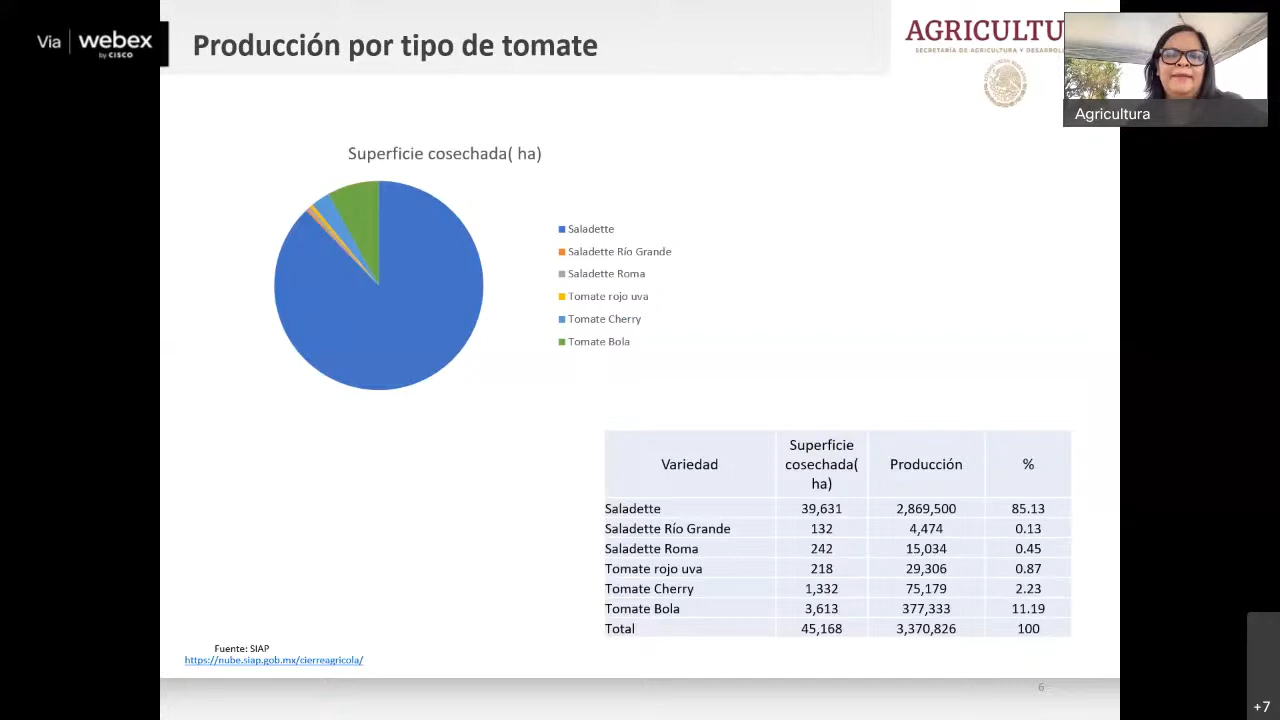 Via webex
by CISCO
Producción por tipo de tomate
AGRICULTU
SECRETARÍA DE AGRICULTURA Y DESARROLL
Agricultura
Superficie cosechada( ha)
Saladette
Saladette Río Grande
Saladette Roma
Tomate rojo uva
Tomate Cherry
Tomate Bola
Variedad Superficie cosechada( ha) Producción %
Saladette 39,631 2,869,500 85.13
Saladette Río Grande 132 4,474 0.13
Saladette Roma 242 15,034 0.45
Tomate rojo uva 218 29,306 0.87
Tomate Cherry 1,332 75,179 2.23
Tomate Bola 3,613 377,333 11.19
Total 45,168 3,370,826 100
Fuente: SIAP
https://nube.siap.gob.mx/cierreagricola/
6
+7